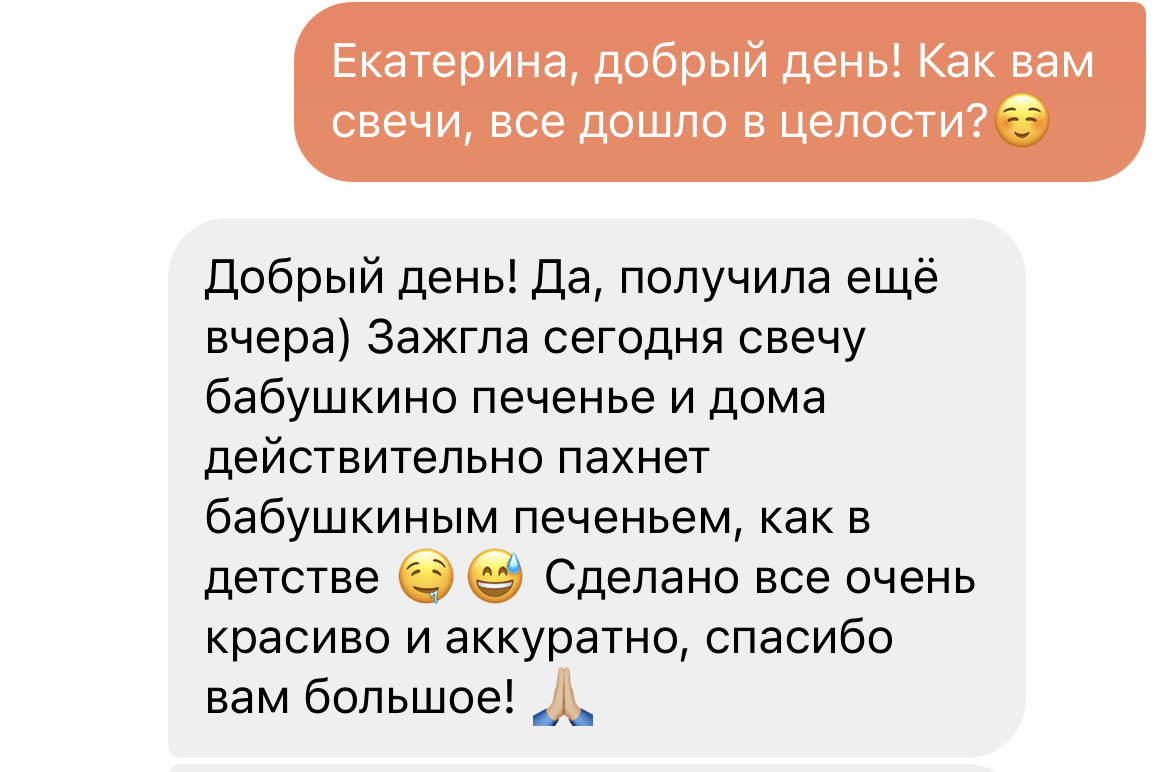 Екатерина, добрый день! Как вам
свечи, все дошло в целости?☺️
Добрый день! Да, получила ещё
вчера) Зажгла сегодня свечу
бабушкино печенье и дома
действительно пахнет
бабушкиным печеньем, как в
детстве 🤤😅 Сделано все очень
красиво и аккуратно, спасибо
вам большое! 🙏🏼